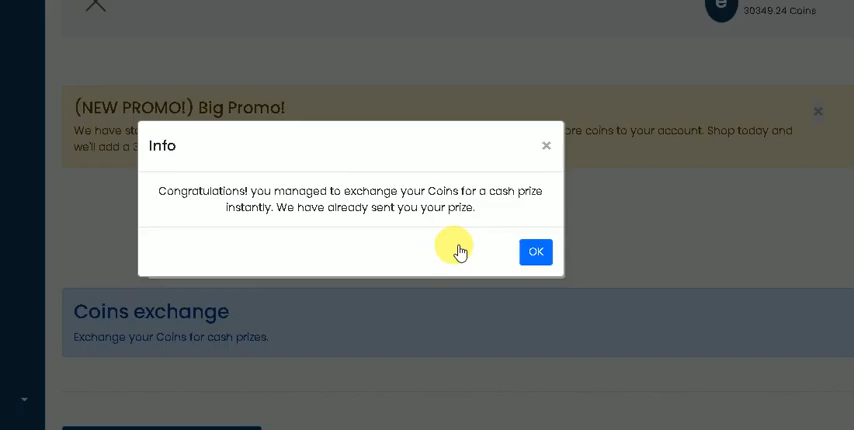 e
30349.24 Coins
(NEW PROMO!) Big Promo!
We have st ore coins to your account. Shop today and
we'll add a 3
Info
×
Congratulations! you managed to exchange your Coins for a cash prize
instantly. We have already sent you your prize.
OK
Coins exchange
Exchange your Coins for cash prizes.